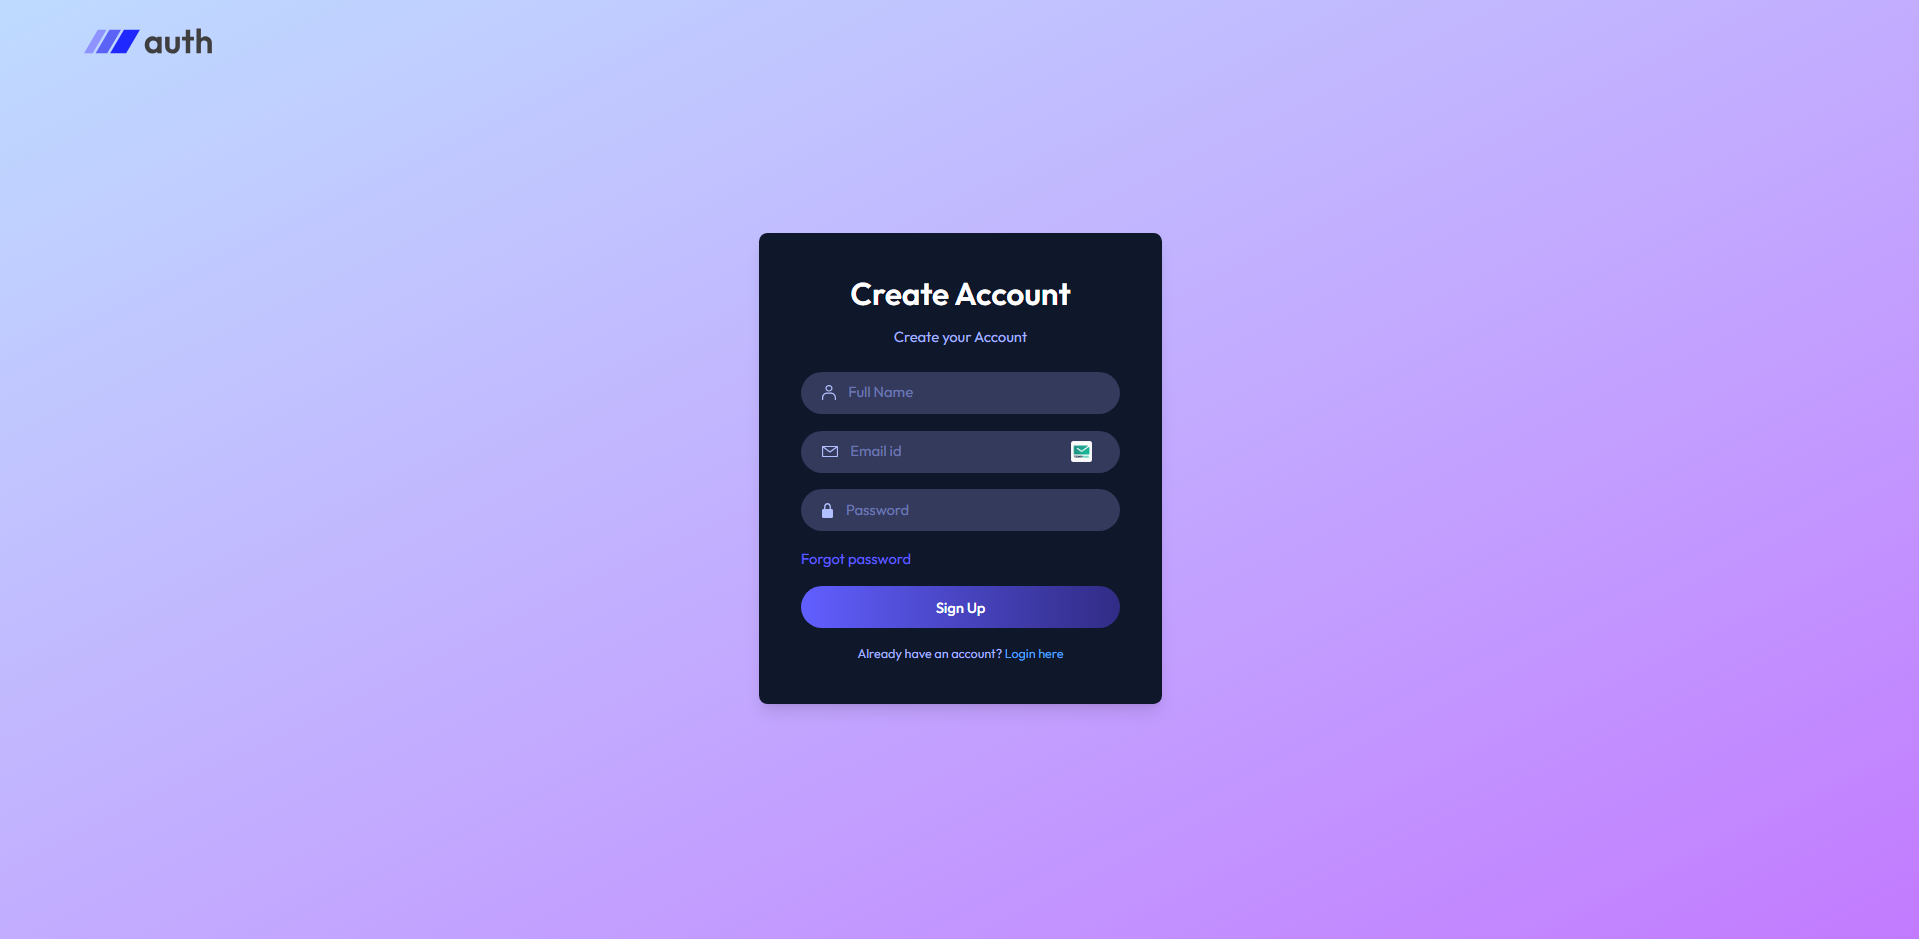 auth
Create Account
Create your Account
Full Name
Email id
Password
Forgot password
Sign Up
Already have an account? Login here